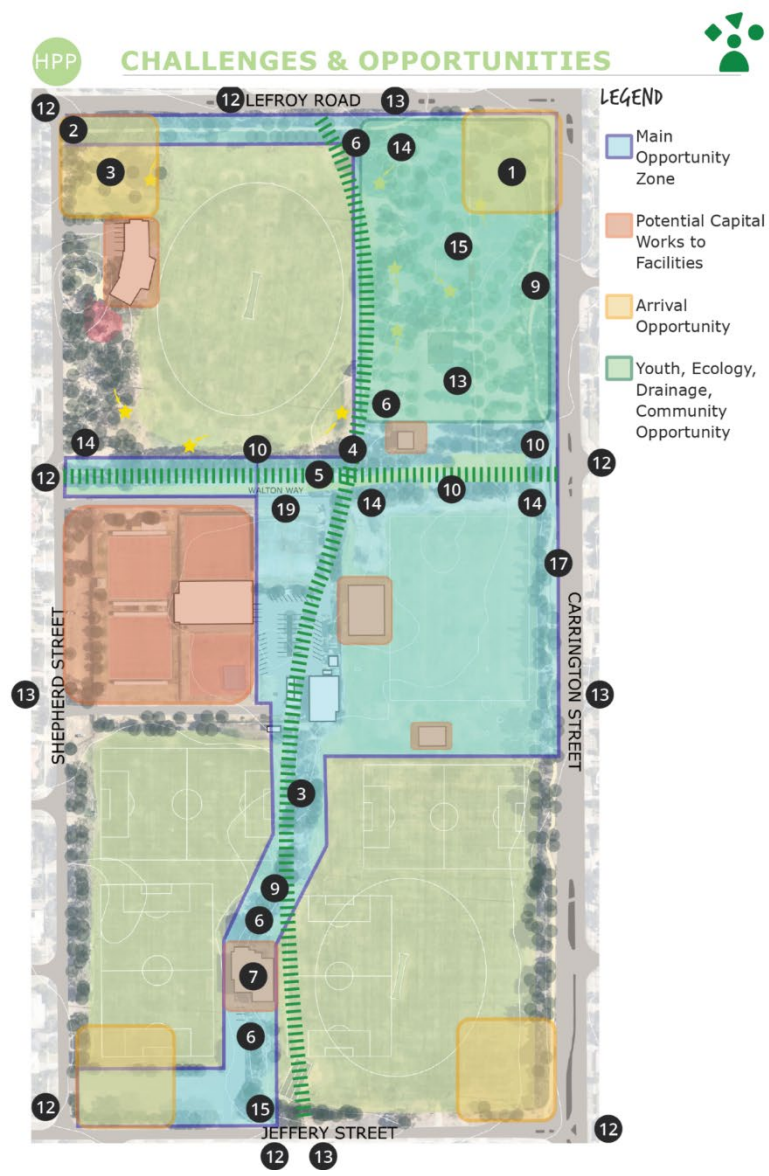 HPP
CHALLENGES & OPPORTUNITIES
12
12
LEFROY ROAD
13
LEGEND
2
6
14
3
1
Main
Opportunity
Zone
15
9
Potential Capital
Works to
Facilities
Arrival
Opportunity
13
6
Youth, Ecology,
Drainage,
Community
Opportunity
14
10
4
10
12
5
12
WALTON WAY
10
19
14
14
17
SHEPHERD STREET
CARRINGTON STREET
13
13
3
9
6
7
6
12
15
12
JEFFERY STREET
12
13